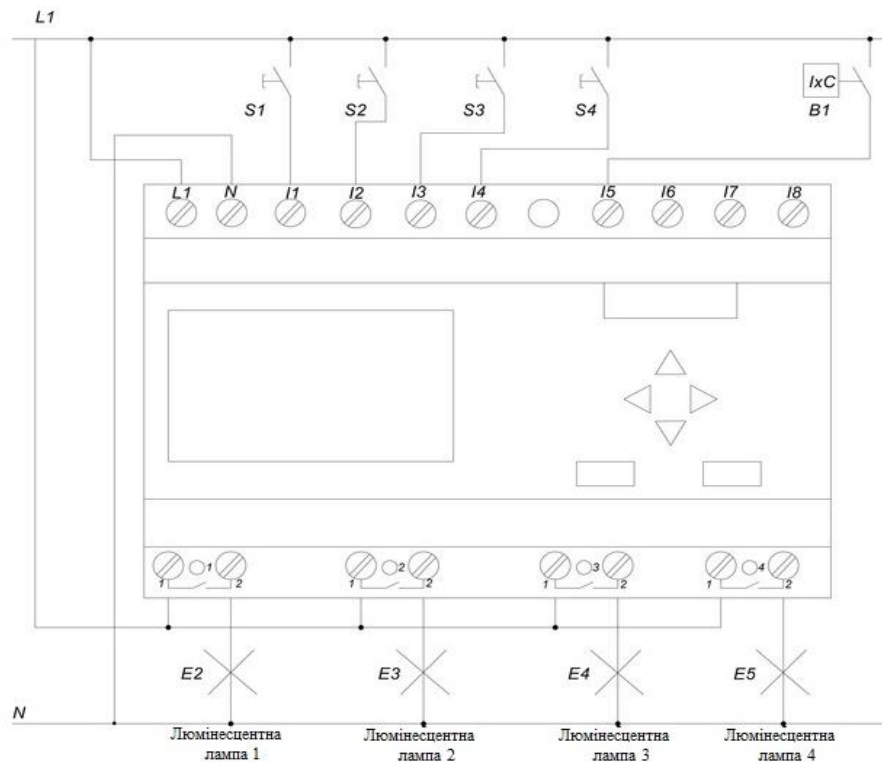 L1
S1 S2 S3 S4 IxC
B1
L1 N I1 I2 I3 I4 I5 I6 I7 I8
1 2 3 4
1 2 1 2 1 2 1 2
E2 E3 E4 E5
N
Люмінесцентна Люмінесцентна Люмінесцентна Люмінесцентна
лампа 1 лампа 2 лампа 3 лампа 4